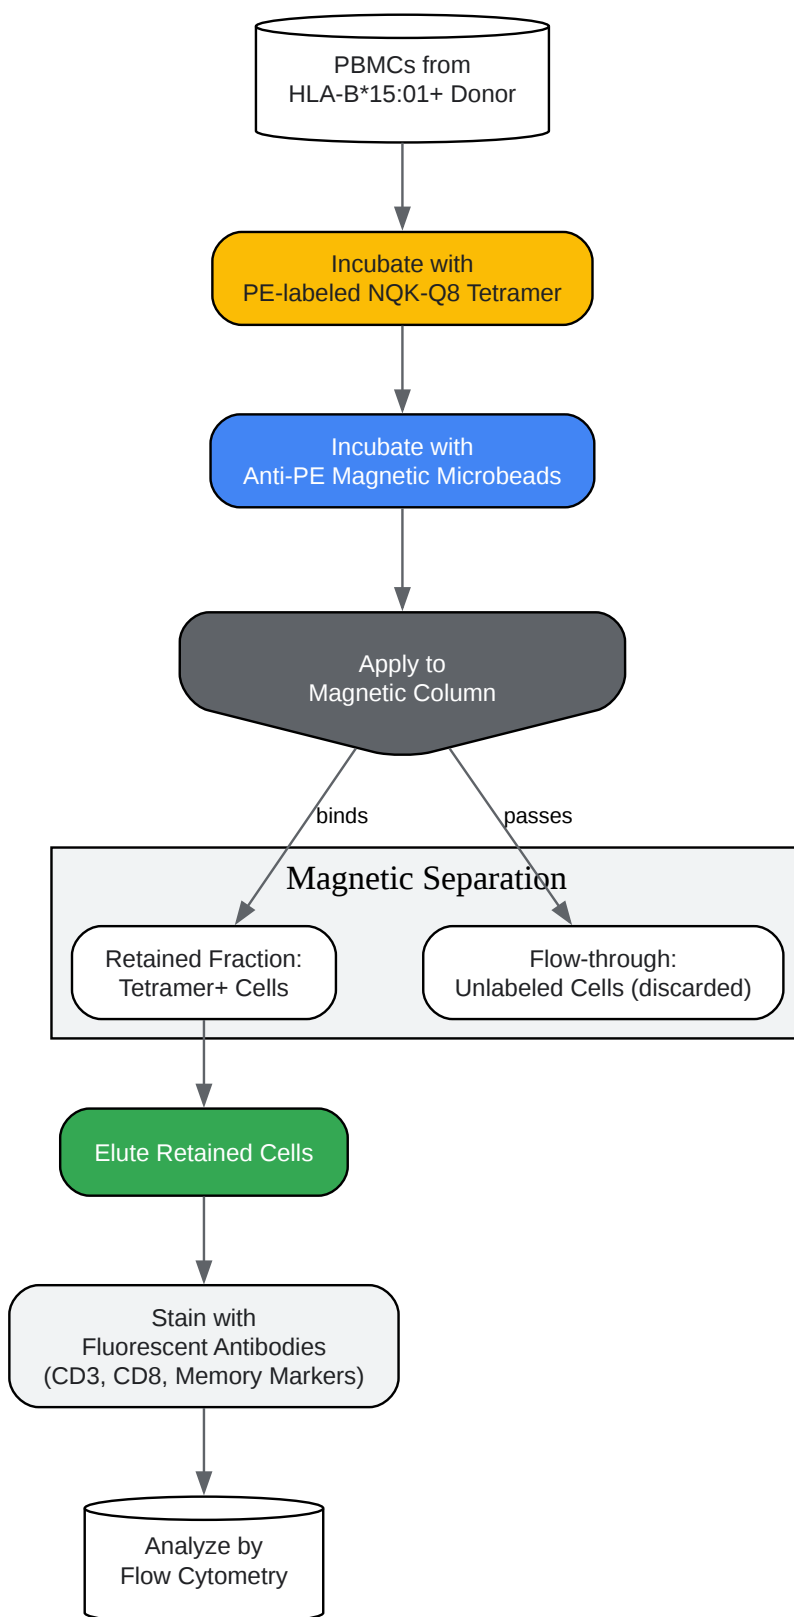 PBMCs from
HLA-B*15:01+ Donor
Incubate with
PE-labeled NQK-Q8 Tetramer
Incubate with
Anti-PE Magnetic Microbeads
Apply to
Magnetic Column
binds
passes
Magnetic Separation
Retained Fraction:
Tetramer+ Cells
Flow-through:
Unlabeled Cells (discarded)
Elute Retained Cells
Stain with
Fluorescent Antibodies
(CD3, CD8, Memory Markers)
Analyze by
Flow Cytometry